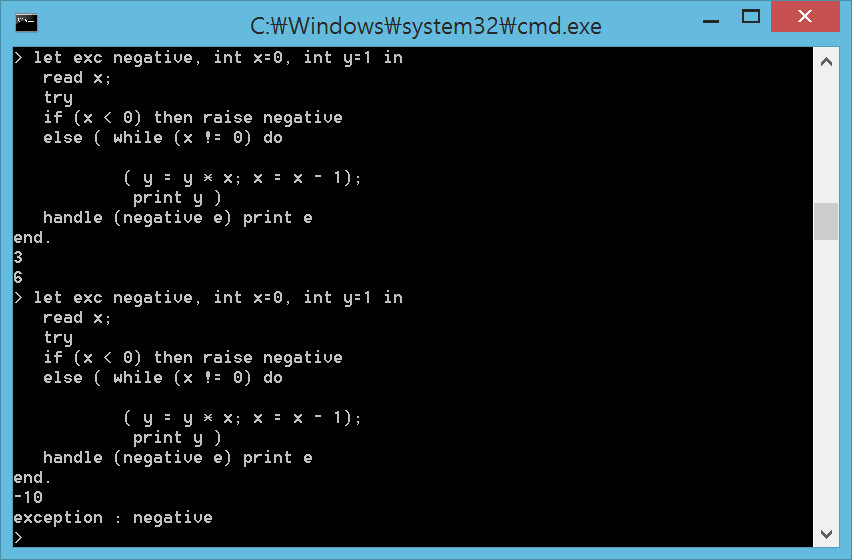 C:₩Windows₩system32₩cmd.exe
> let exc negative, int x=0, int y=1 in
   read x;
   try
   if (x < 0) then raise negative
   else ( while (x != 0) do
           ( y = y * x; x = x - 1);
            print y )
   handle (negative e) print e
end.
3
6
> let exc negative, int x=0, int y=1 in
   read x;
   try
   if (x < 0) then raise negative
   else ( while (x != 0) do
           ( y = y * x; x = x - 1);
            print y )
   handle (negative e) print e
end.
-10
exception : negative
>